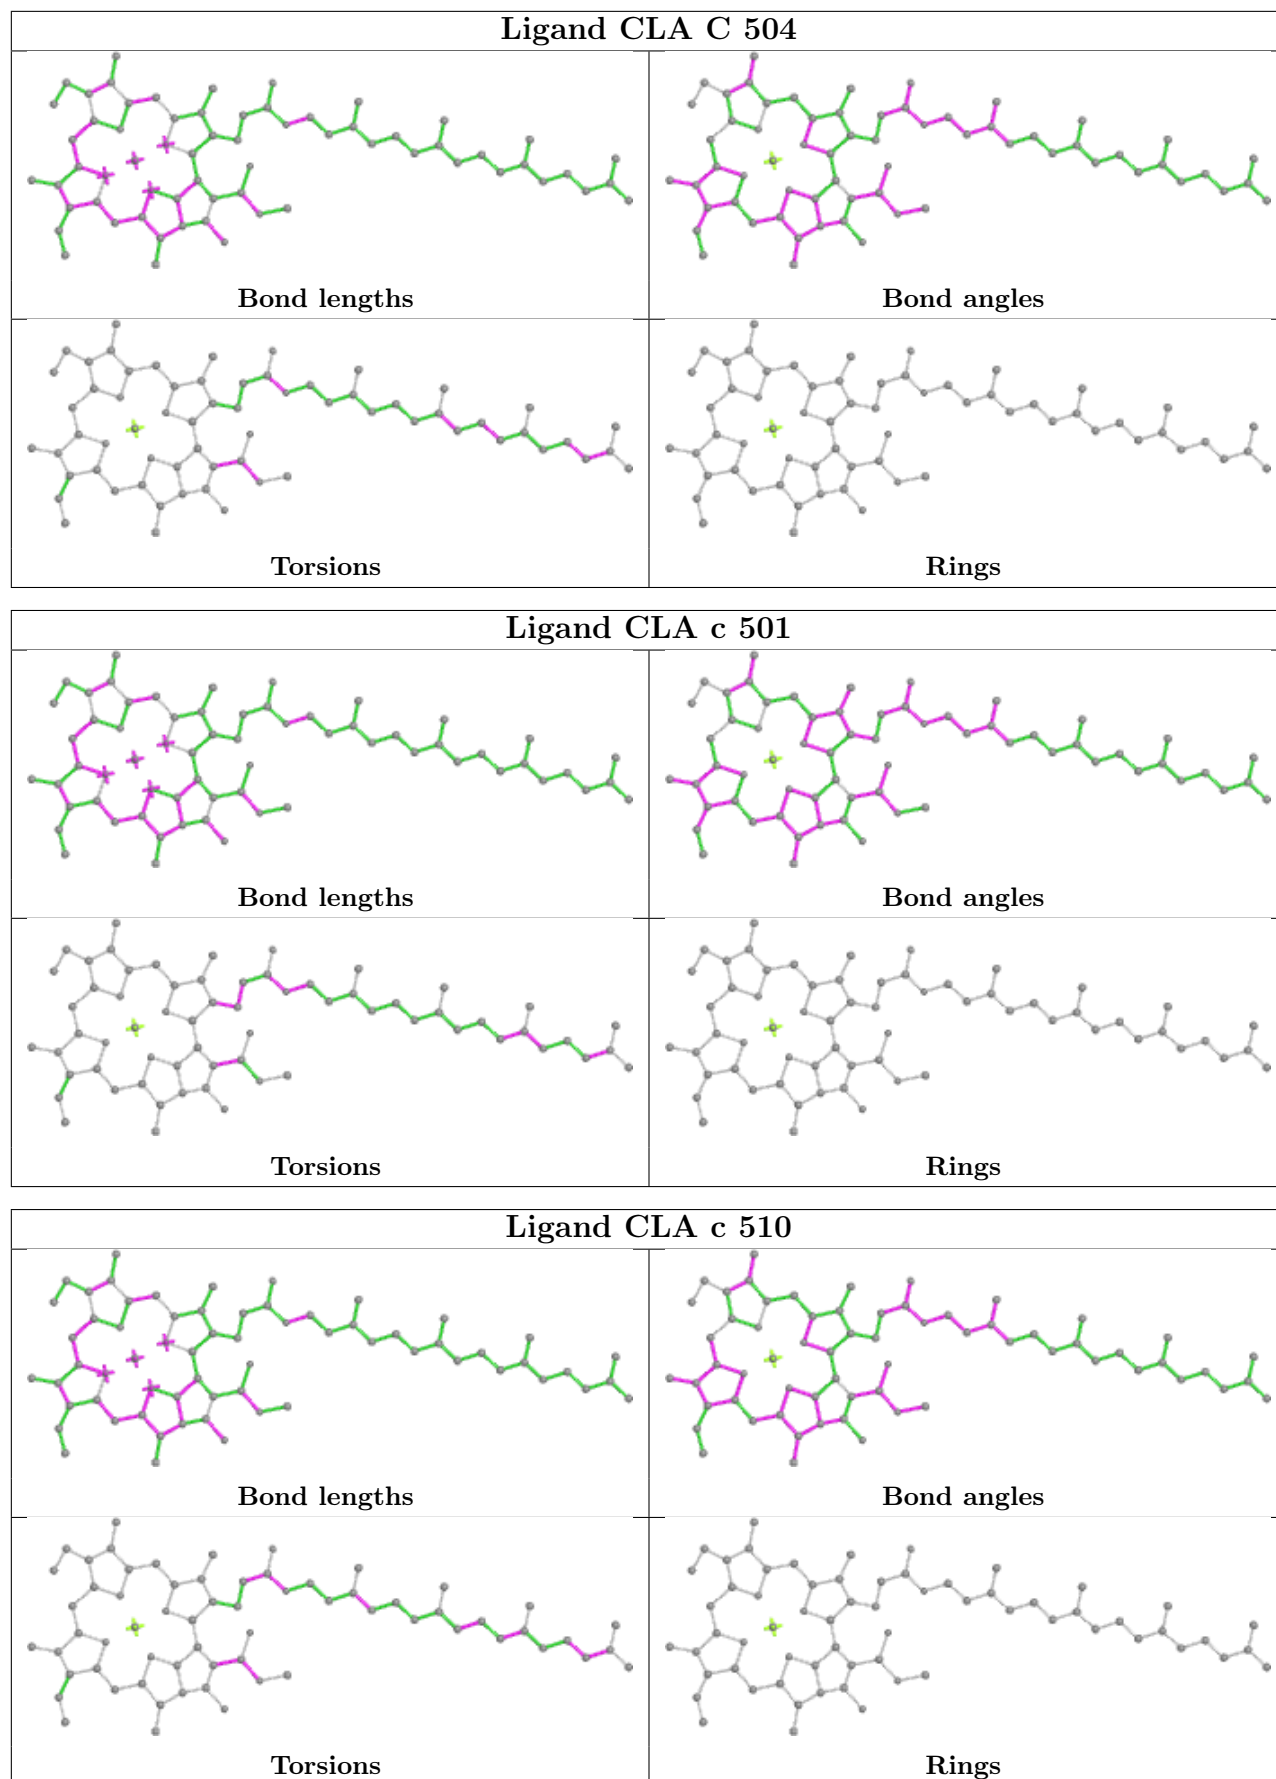 Ligand CLA C 504
Bond lengths
Bond angles
Torsions
Rings
Ligand CLA c 501
Bond lengths
Bond angles
Torsions
Rings
Ligand CLA c 510
Bond lengths
Bond angles
Torsions
Rings